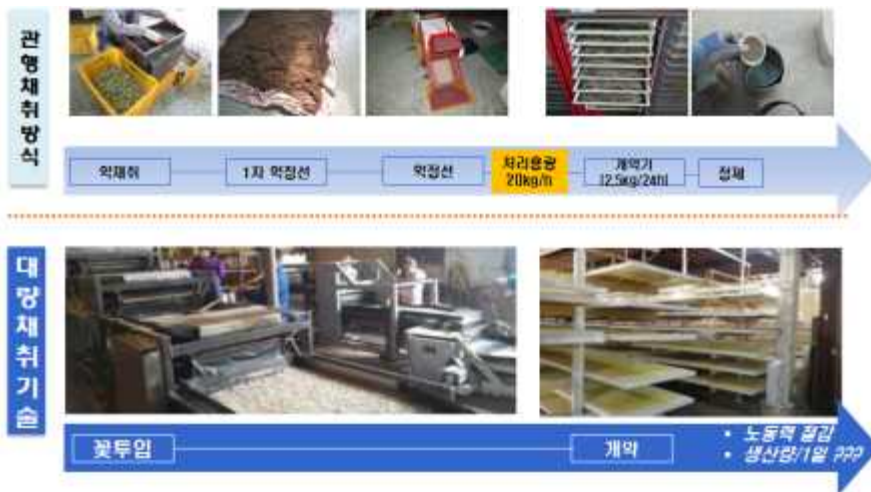 관행채취방식
약채취
1차 약정선
약정선
처리용량
20kg/h
개약기
(2.5kg/24h)
정제
대량채취기술
꽃투입
개약
• 노동력 절감
• 생산량/1일 ???